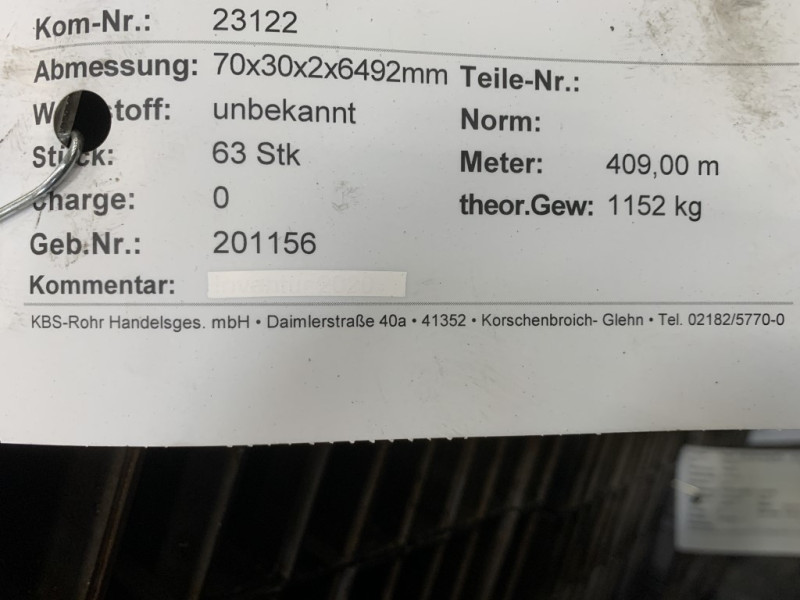 Kom-Nr.: 23122
Abmessung: 70x30x2x6492mm Teile-Nr.:
unbekannt Norm:
63 Stk Meter: 409,00 m
charge: 0 theor.Gew: 1152 kg
Geb.Nr.: 201156
Kommentar:
KBS-Rohr Handelsges. mbH • Daimlerstraße 40a • 41352 • Korschenbroich- Glehn • Tel. 02182/5770-0